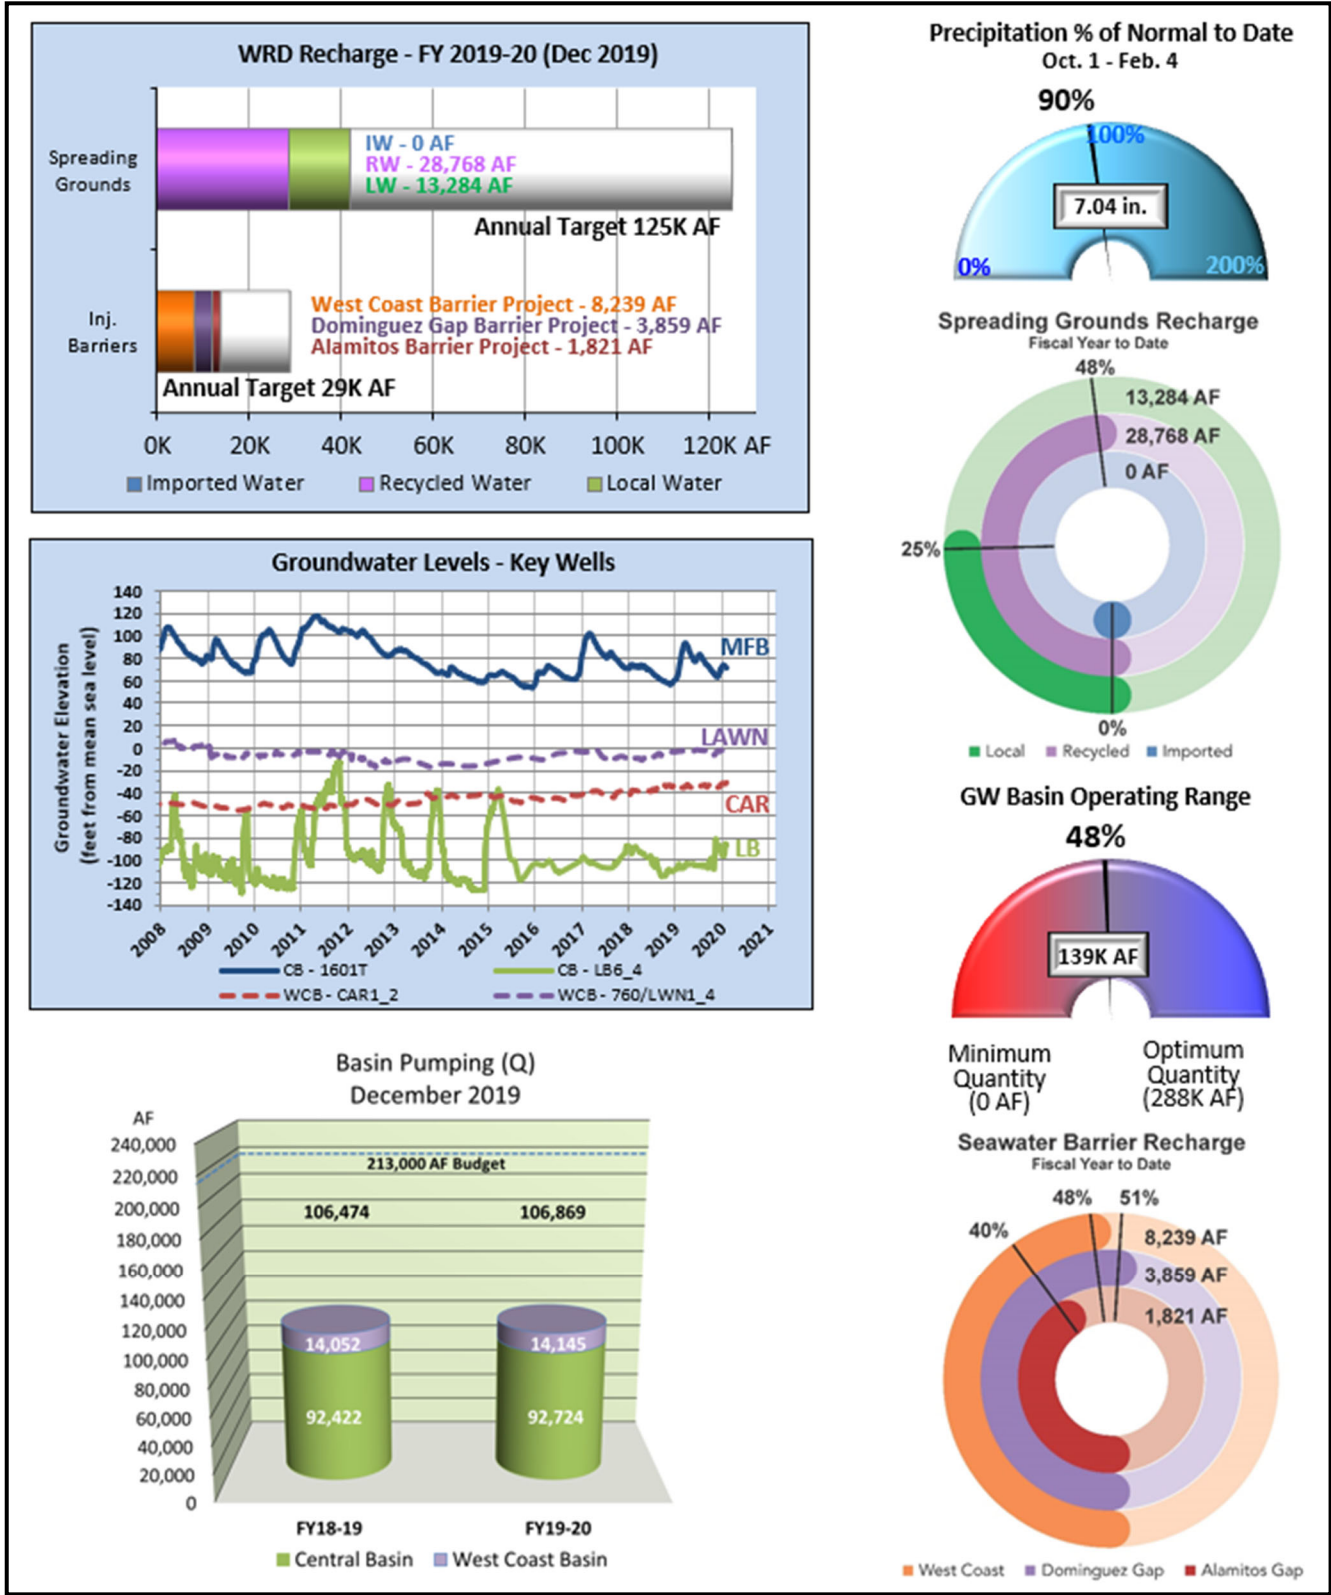 WRD Recharge - FY 2019-20 (Dec 2019)
Spreading
Grounds
IW - 0 AF
RW - 28,768 AF
LW - 13,284 AF
Annual Target 125K AF
Inj.
Barriers
West Coast Barrier Project - 8,239 AF
Dominguez Gap Barrier Project - 3,859 AF
Alamitos Barrier Project - 1,821 AF
Annual Target 29K AF
0K 20K 40K 60K 80K 100K 120K AF
Imported Water Recycled Water Local Water
Groundwater Levels - Key Wells
Groundwater Elevation
(feet from mean sea level)
140
120
100
80
60
40
20
0
-20
-40
-60
-80
-100
-120
-140
MFB
LAWN
CAR
LB
2008 2009 2010 2011 2012 2013 2014 2015 2016 2017 2018 2019 2020 2021
CB - 1601T CB - LB6_4
WCB - CAR1_2 WCB - 760/LWN1_4
Basin Pumping (Q)
December 2019
AF
240,000
220,000
200,000
180,000
160,000
140,000
120,000
100,000
80,000
60,000
40,000
20,000
0
213,000 AF Budget
106,474 106,869
14,052 14,145
92,422 92,724
FY18-19 FY19-20
Central Basin West Coast Basin
Precipitation % of Normal to Date
Oct. 1 - Feb. 4
90%
100%
7.04 in.
0% 200%
Spreading Grounds Recharge
Fiscal Year to Date
48%
13,284 AF
28,768 AF
0 AF
25%
0%
Local Recycled Imported
GW Basin Operating Range
48%
139K AF
Minimum
Quantity
(0 AF)
Optimum
Quantity
(288K AF)
Seawater Barrier Recharge
Fiscal Year to Date
48% 51%
40%
8,239 AF
3,859 AF
1,821 AF
West Coast Dominguez Gap Alamitos Gap